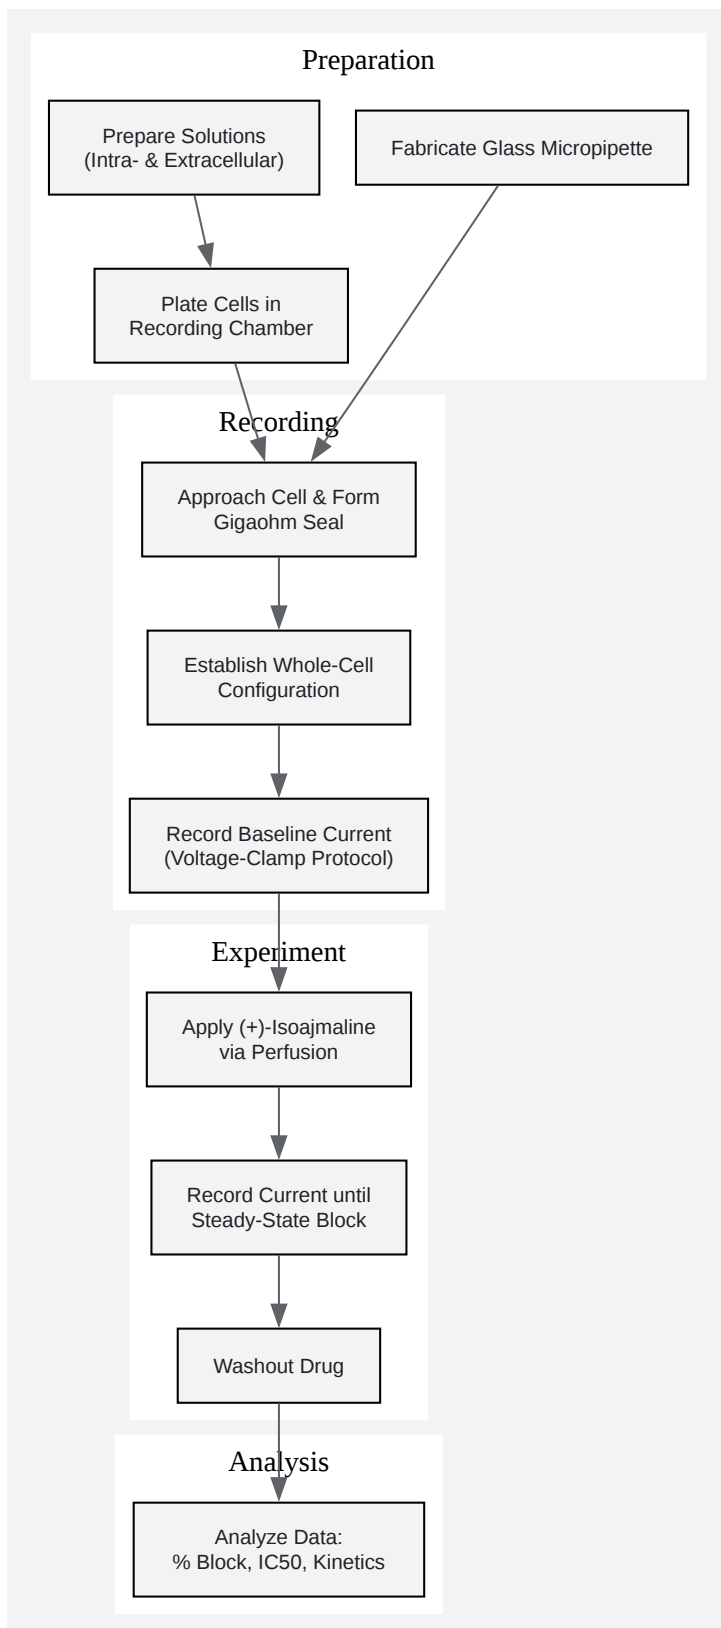 Preparation
Prepare Solutions
(Intra- & Extracellular)
Fabricate Glass Micropipette
Plate Cells in
Recording Chamber
Recording
Approach Cell & Form
Gigaohm Seal
Establish Whole-Cell
Configuration
Record Baseline Current
(Voltage-Clamp Protocol)
Experiment
Apply (+)-Isoajmaline
via Perfusion
Record Current until
Steady-State Block
Washout Drug
Analysis
Analyze Data:
% Block, IC50, Kinetics